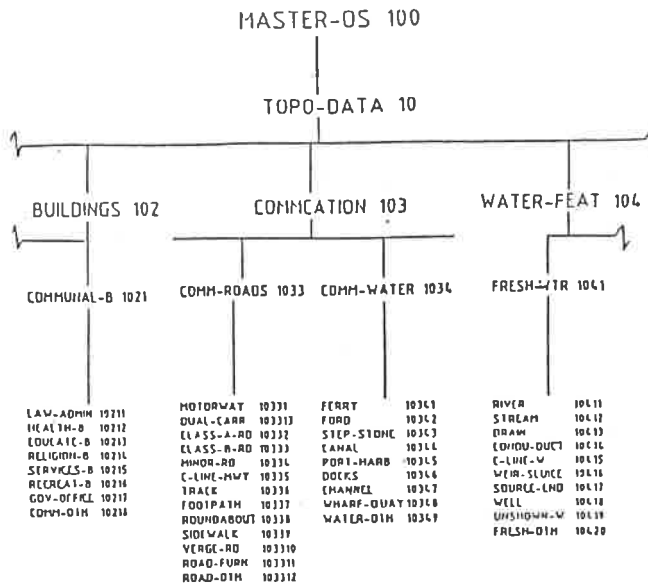 MASTER-OS 100
TOPO-DATA 10
BUILDINGS 102
COMMCATION 103
WATER-FEAT 104
COMMUNAL-B 1021
COMM-ROADS 1033
COMM-WATER 1034
FRESH-WTR 1041
LAW-ADMIN 10211
HEALTH-B 10212
EDUCATE-B 10213
RELIGION-B 10214
SERVICES-B 10215
RECREAT-B 10216
GOV-OFFICE 10217
COMM-OTH 10218
MOTORWAY 10331
DUAL-CARR 103313
CLASS-A-RD 10332
CLASS-B-RD 10333
MINOR-RD 10334
C-LINE-MWY 10335
TRACK 10336
FOOTPATH 10337
ROUNDABOUT 10338
SIDEWALK 10339
VERGE-RD 103310
ROAD-FURN 103311
ROAD-OTH 103312
FERRY 10341
FORD 10342
STEP-STONE 10343
CANAL 10344
PORT-HARB 10345
DOCKS 10346
CHANNEL 10347
WHARF-QUAY 10348
WATER-OTH 10349
RIVER 10411
STREAM 10412
DRAIN 10413
CONDU-DUCT 10414
C-LINE-W 10415
WEIR-SLUICE 10416
SOURCE-LND 10417
WELL 10418
UNSHOWN-W 10419
FRESH-OTH 10420